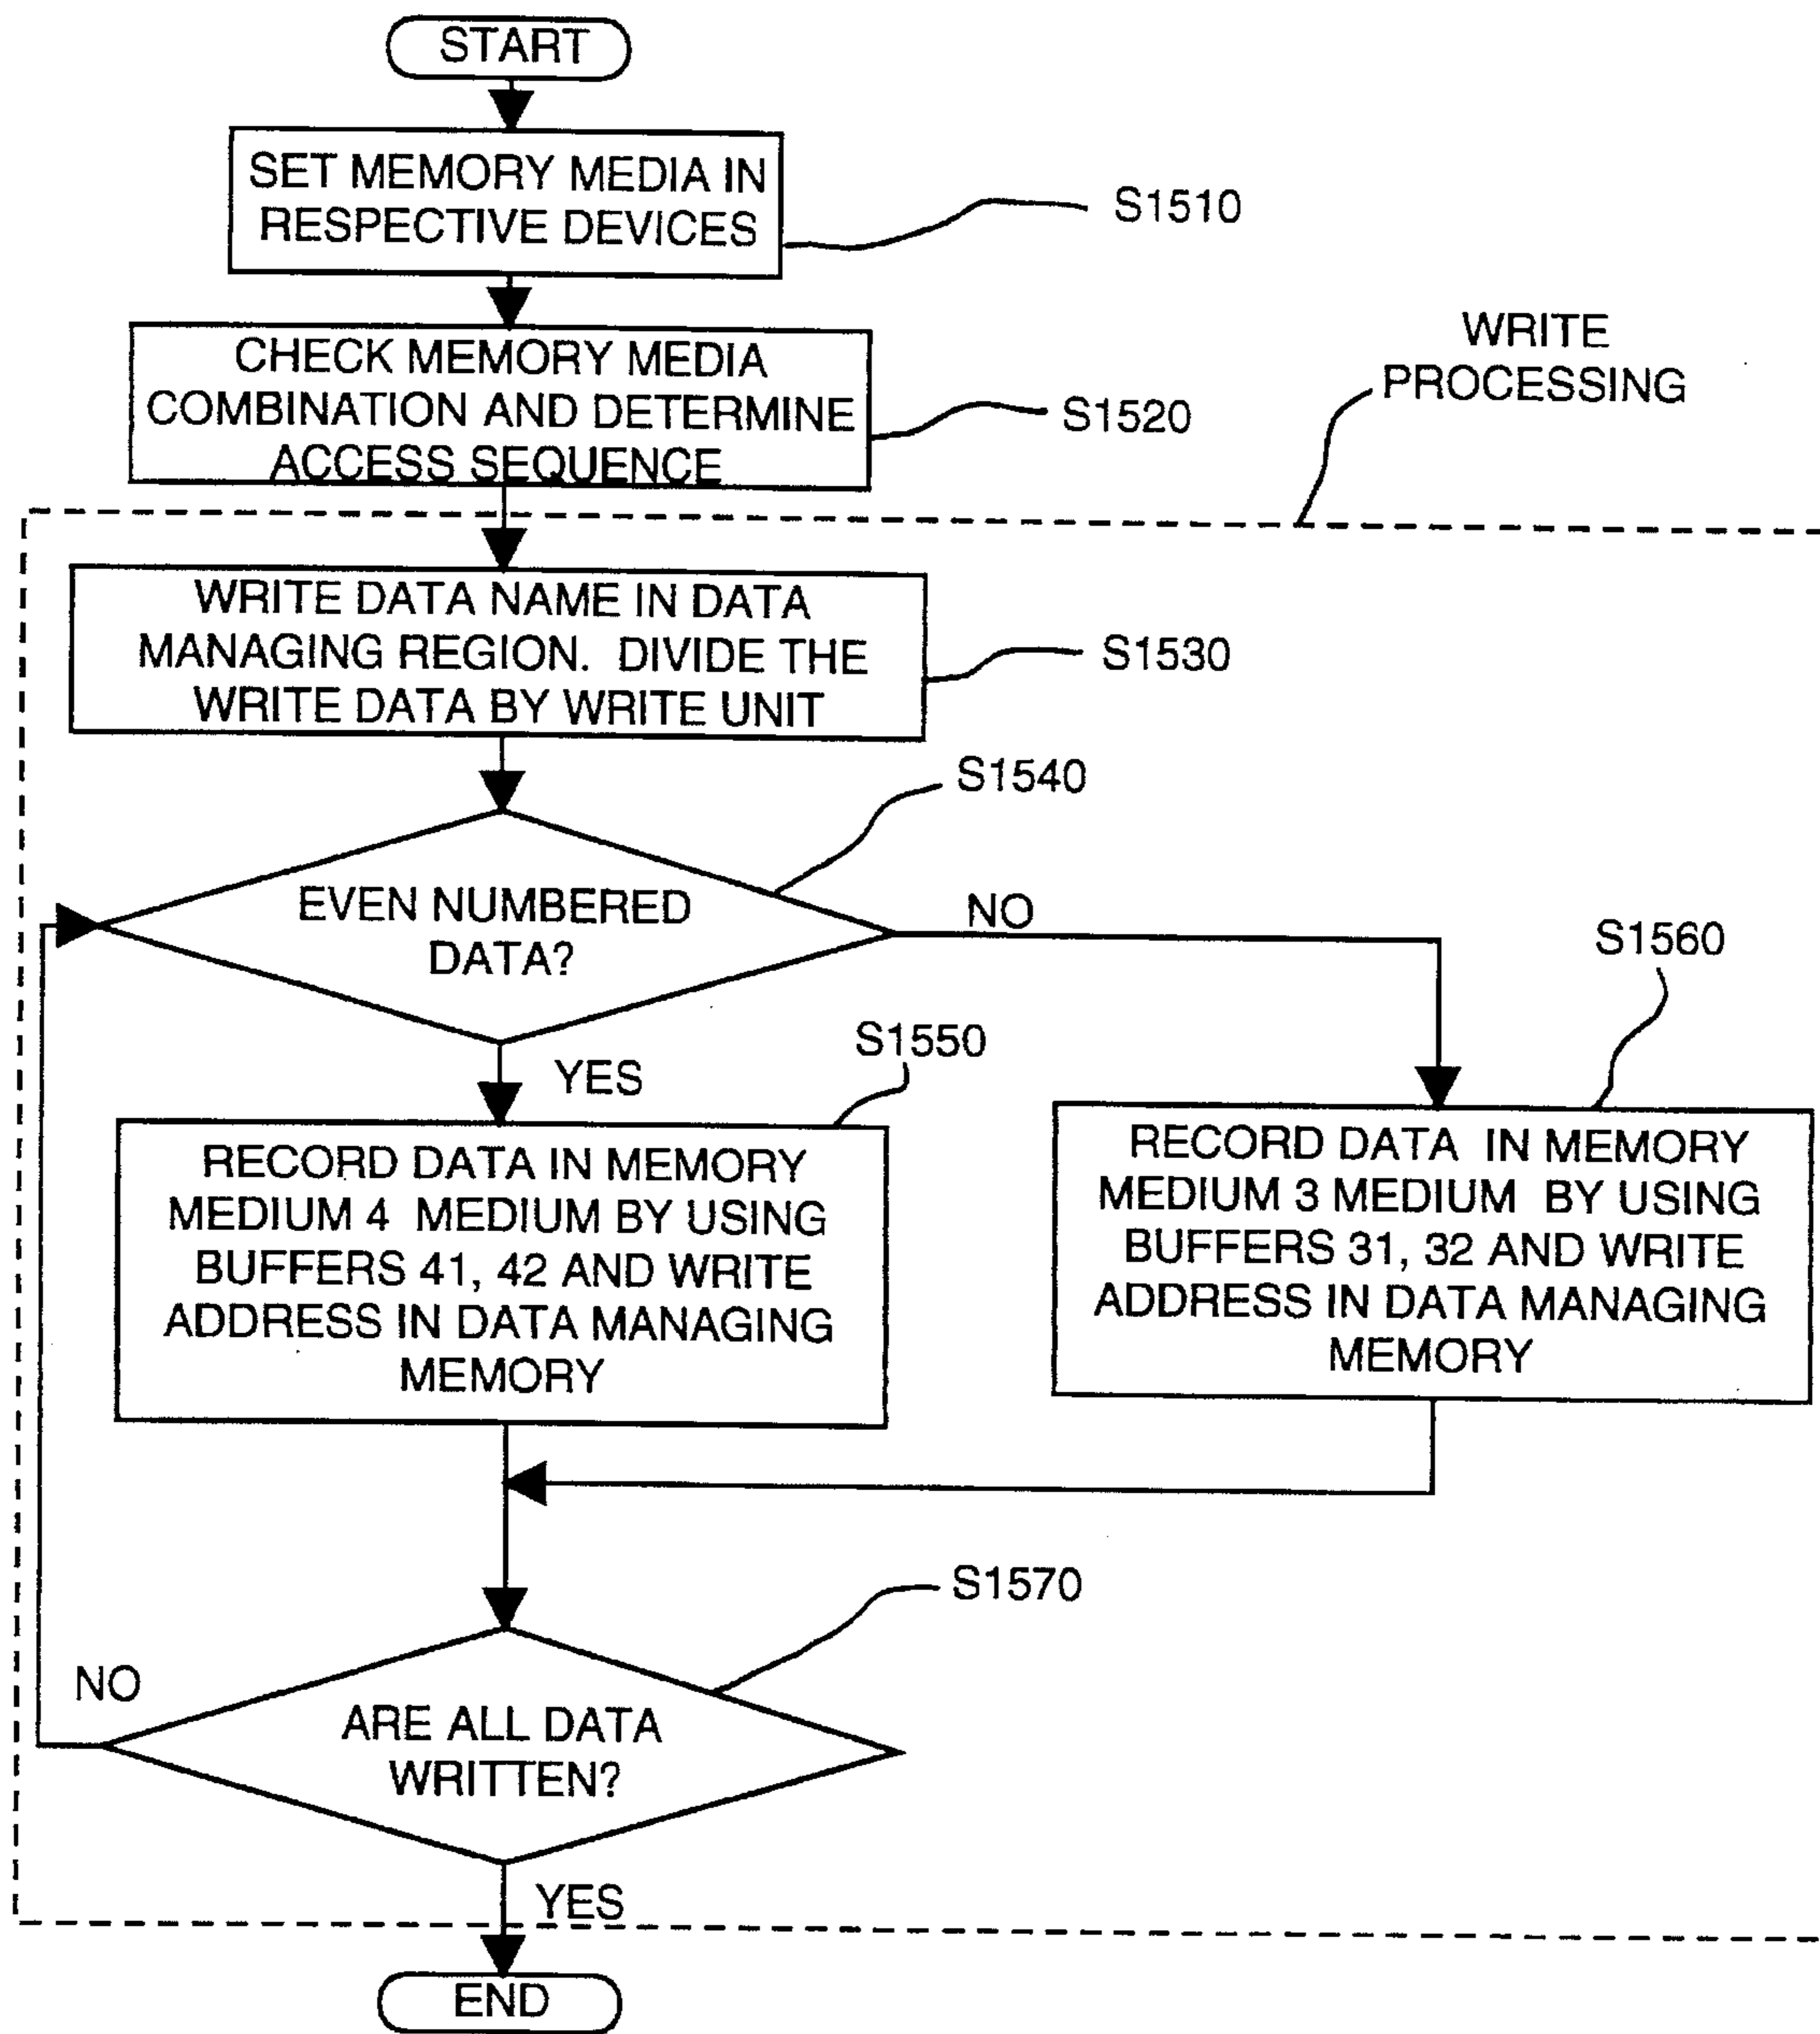 START
SET MEMORY MEDIA IN
RESPECTIVE DEVICES
S1510
CHECK MEMORY MEDIA
COMBINATION AND DETERMINE
ACCESS SEQUENCE
S1520
WRITE
PROCESSING
WRITE DATA NAME IN DATA
MANAGING REGION. DIVIDE THE
WRITE DATA BY WRITE UNIT
S1530
S1540
EVEN NUMBERED
DATA?
NO
YES
S1550
RECORD DATA IN MEMORY
MEDIUM 4 MEDIUM BY USING
BUFFERS 41, 42 AND WRITE
ADDRESS IN DATA MANAGING
MEMORY
S1560
RECORD DATA IN MEMORY
MEDIUM 3 MEDIUM BY USING
BUFFERS 31, 32 AND WRITE
ADDRESS IN DATA MANAGING
MEMORY
S1570
NO
ARE ALL DATA
WRITTEN?
YES
END